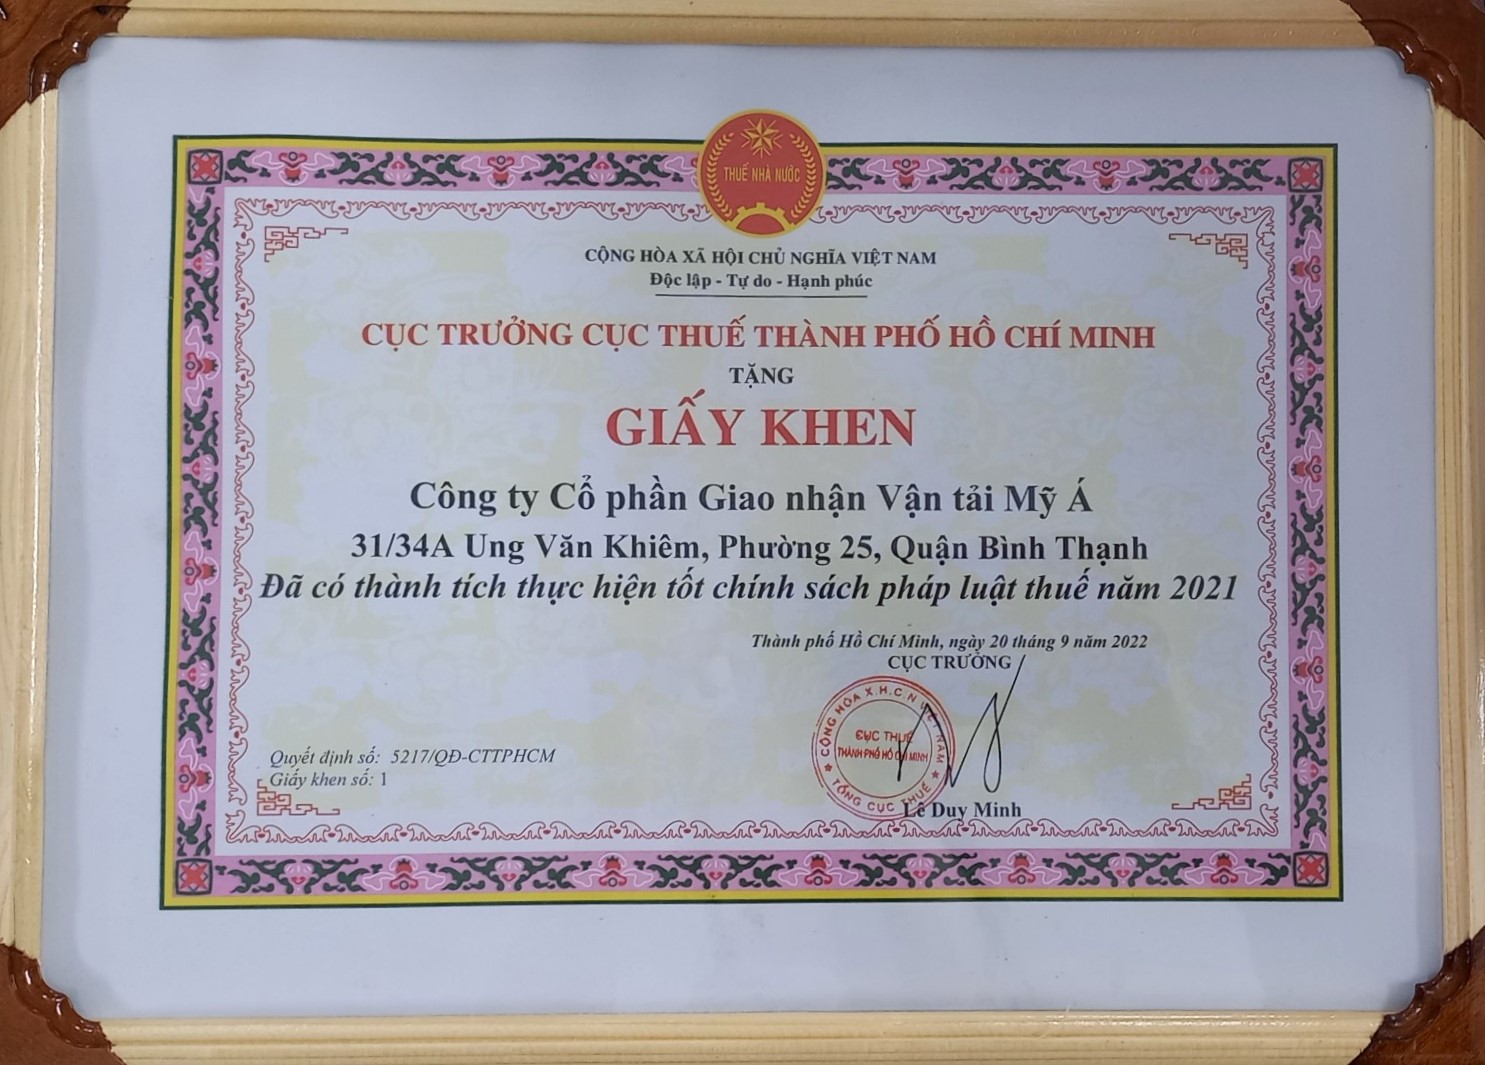 THUẾ NHÀ NƯỚC
CỘNG HÒA XÃ HỘI CHỦ NGHĨA VIỆT NAM
Độc lập - Tự do - Hạnh phúc
CỤC TRƯỞNG CỤC THUẾ THÀNH PHỐ HỒ CHÍ MINH
TẶNG
GIẤY KHEN
Công ty Cổ phần Giao nhận Vận tải Mỹ Á
31/34A Ung Văn Khiêm, Phường 25, Quận Bình Thạnh
Đã có thành tích thực hiện tốt chính sách pháp luật thuế năm 2021
Thành phố Hồ Chí Minh, ngày 20 tháng 9 năm 2022
CỤC TRƯỞNG
CỘNG HÒA X.H.C.N VIỆT NAM
CỤC THUẾ
THÀNH PHỐ HỒ CHÍ MINH
TỔNG CỤC THUẾ
Lê Duy Minh
Quyết định số: 5217/QĐ-CTTPHCM
Giấy khen số: 1